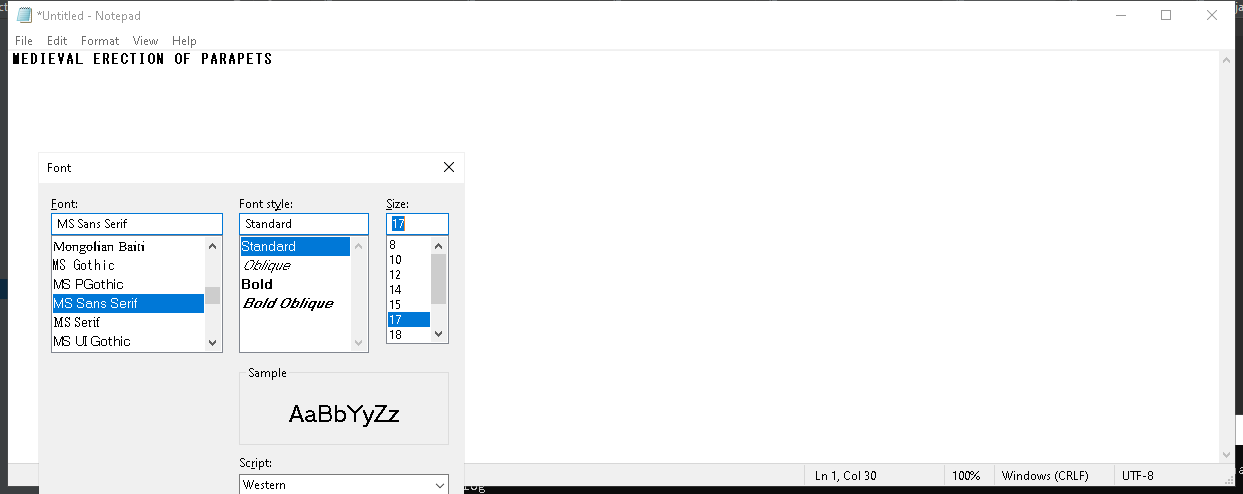 *Untitled - Notepad
File Edit Format View Help
MEDIEVAL ERECTION OF PARAPETS
Font
Font: Font style: Size:
MS Sans Serif Standard 17
Mongolian Baiti
MS Gothic
MS PGothic
MS Sans Serif
MS Serif
MS UI Gothic
Standard
Oblique
Bold
Bold Oblique
8
10
12
14
15
17
18
Sample
AaBbYyZz
Script:
Western
Ln 1, Col 30 100% Windows (CRLF) UTF-8